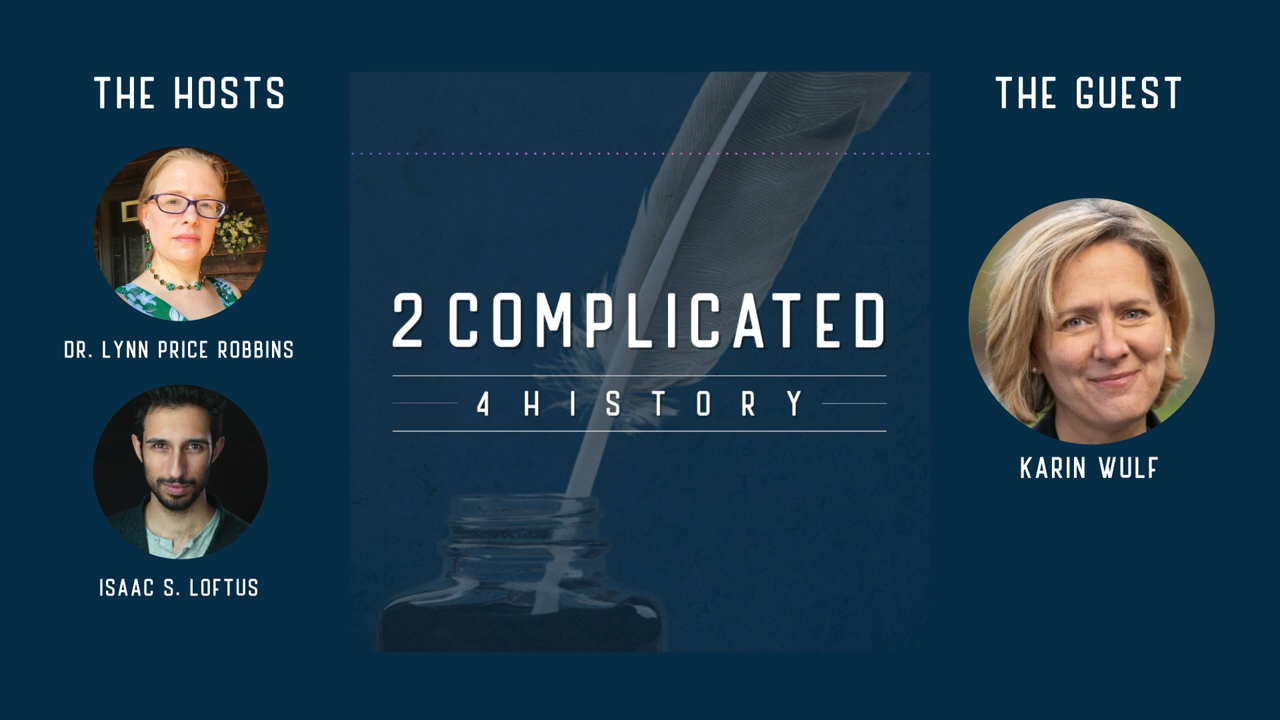 THE HOSTS
DR. LYNN PRICE ROBBINS
ISAAC S. LOFTUS
2 COMPLICATED
4 HISTORY
THE GUEST
KARIN WULF